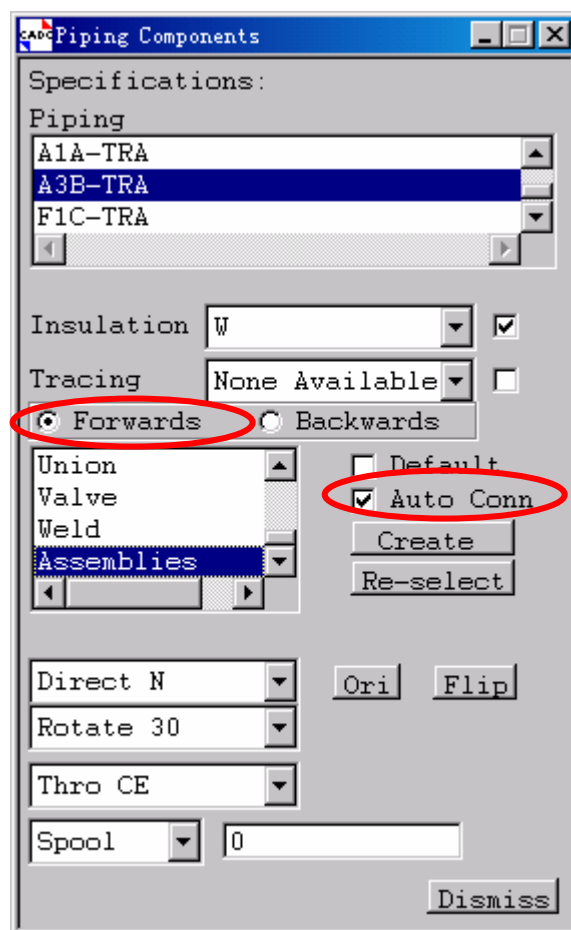 CADC Piping Components
Specifications:
Piping
A1A-TRA
A3B-TRA
F1C-TRA
Insulation W
Tracing None Available
Forwards Backwards
Union Default
Valve Auto Conn
Weld Create
Assemblies Re-select
Direct N Ori Flip
Rotate 30
Thro CE
Spool 0
Dismiss